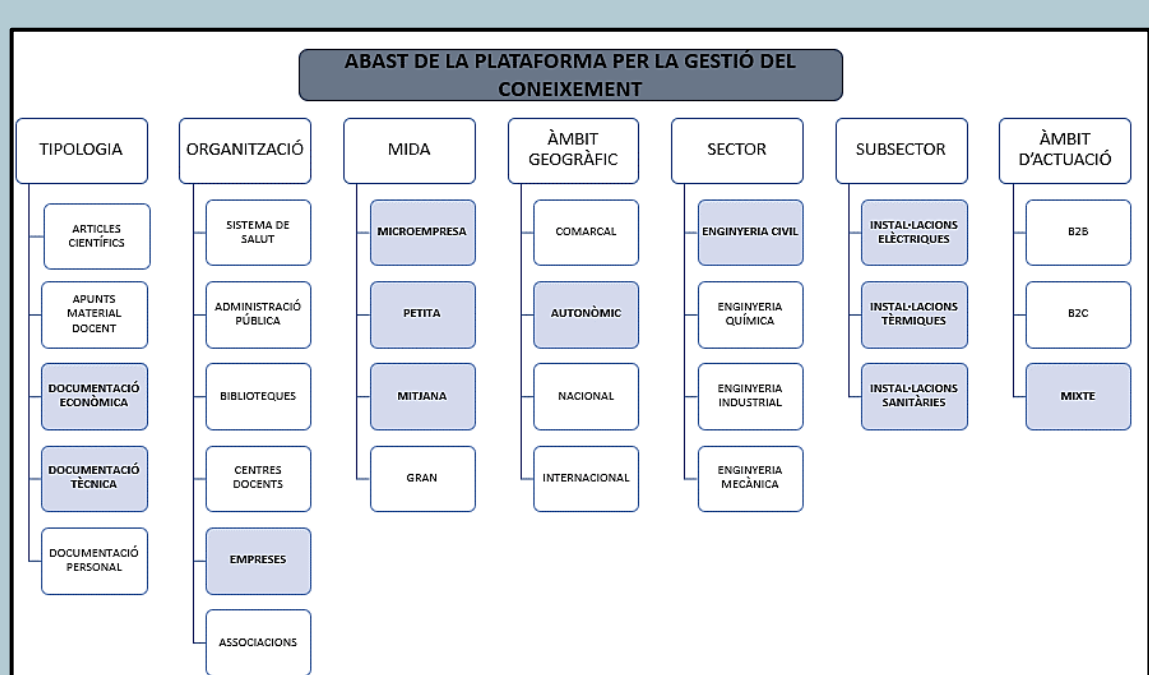 ABAST DE LA PLATAFORMA PER LA GESTIÓ DEL
CONEIXEMENT
TIPOLOGIA
ARTICLES
CIENTÍFICS
APUNTS
MATERIAL
DOCENT
DOCUMENTACIÓ
ECONÒMICA
DOCUMENTACIÓ
TÈCNICA
DOCUMENTACIÓ
PERSONAL
ORGANITZACIÓ
SISTEMA DE
SALUT
ADMINISTRACIÓ
PÚBLICA
BIBLIOTEQUES
CENTRES
DOCENTS
EMPRESES
ASSOCIACIONS
MIDA
MICROEMPRESA
PETITA
MITJANA
GRAN
ÀMBIT
GEOGRÀFIC
COMARCAL
AUTONÒMIC
NACIONAL
INTERNACIONAL
SECTOR
ENGINYERIA CIVIL
ENGINYERIA
QUÍMICA
ENGINYERIA
INDUSTRIAL
ENGINYERIA
MECÀNICA
SUBSECTOR
INSTAL·LACIONS
ELÈCTRIQUES
INSTAL·LACIONS
TÈRMIQUES
INSTAL·LACIONS
SANITÀRIES
ÀMBIT
D'ACTUACIÓ
B2B
B2C
MIXTE